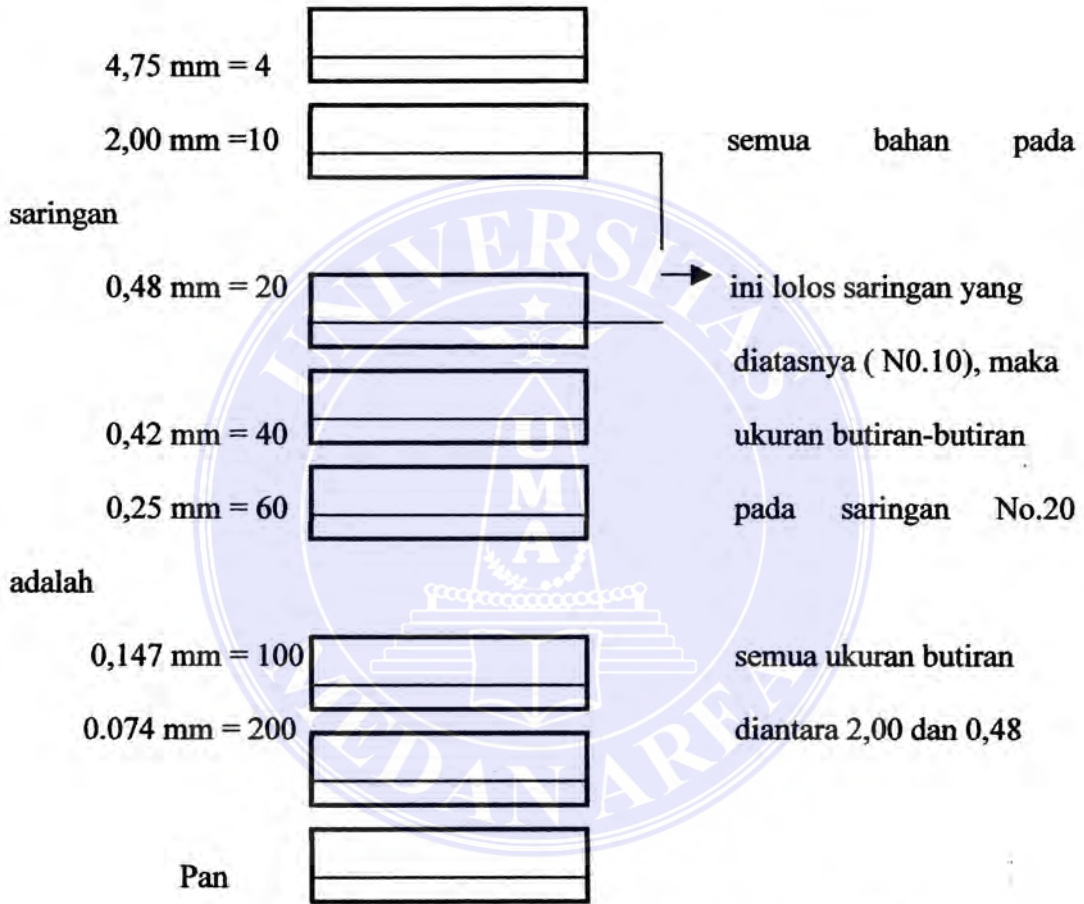 4,75 mm = 4
2,00 mm =10 semua bahan pada
saringan
0,48 mm = 20 ini lolos saringan yang
diatasnya ( N0.10), maka
0,42 mm = 40 ukuran butiran-butiran
0,25 mm = 60 pada saringan No.20
adalah
0,147 mm = 100 semua ukuran butiran
0.074 mm = 200 diantara 2,00 dan 0,48
Pan
UNIVERSITAS
MEDAN AREA
U
M
A